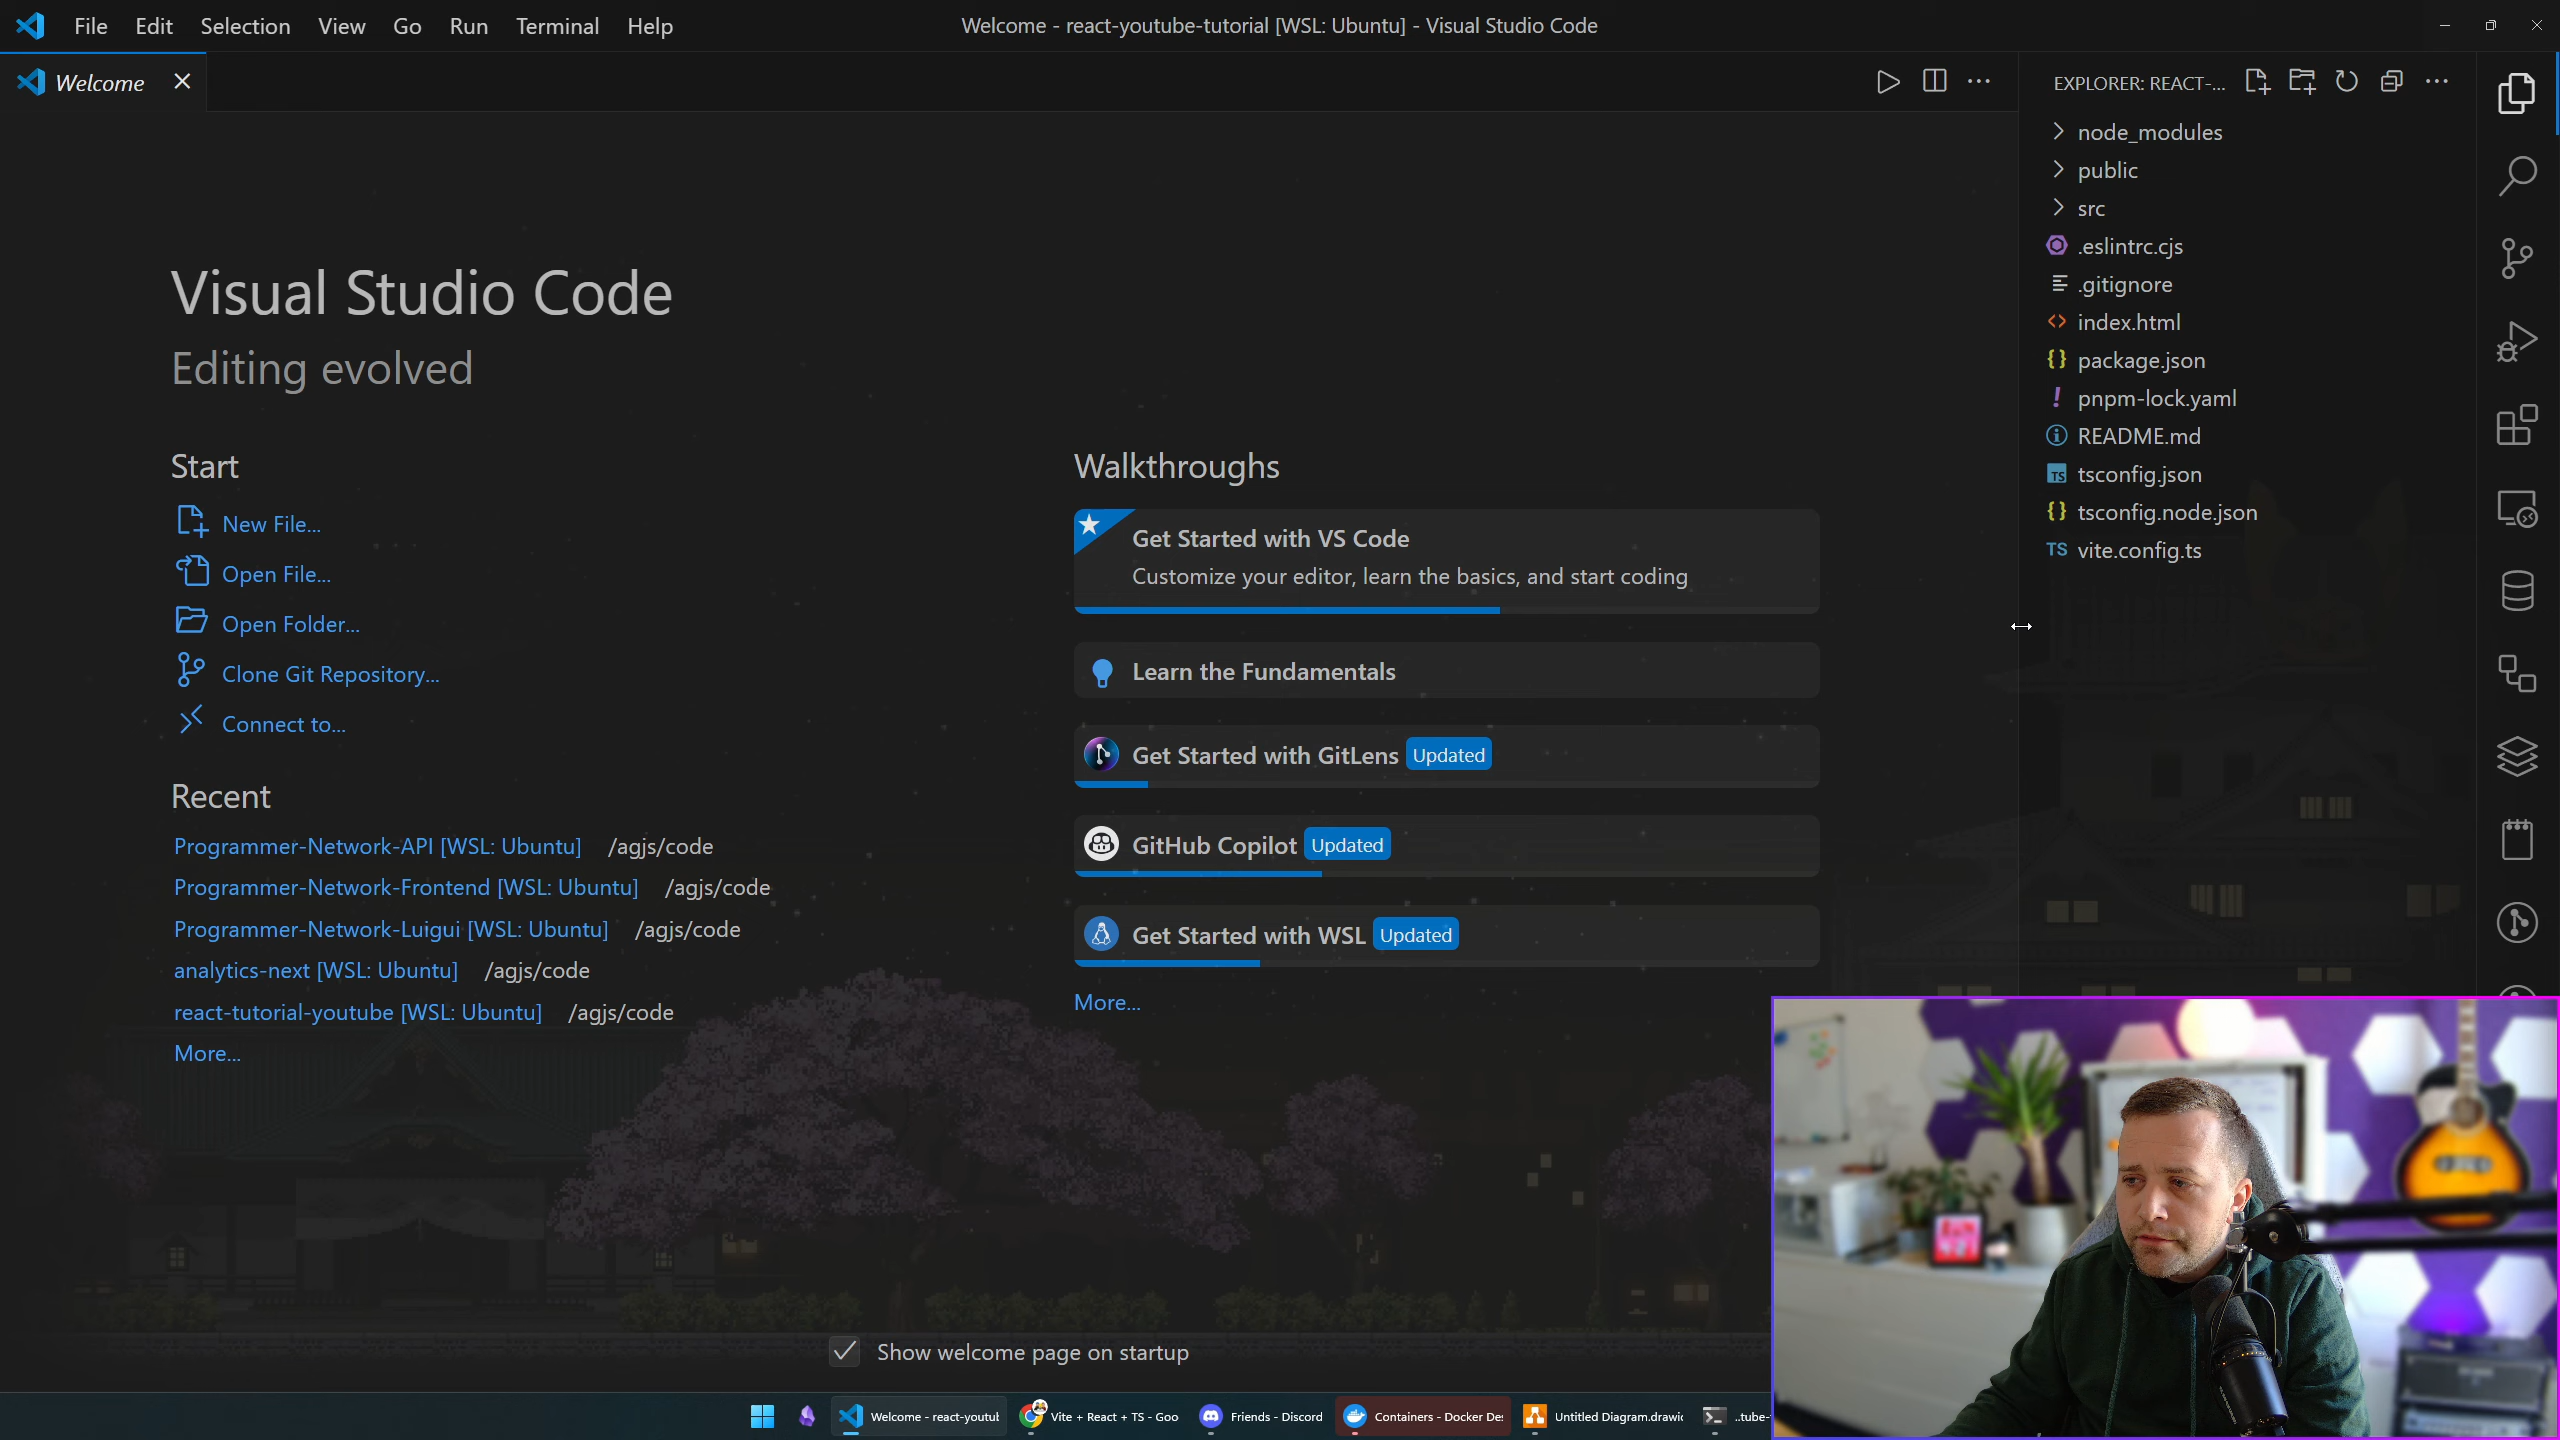 File Edit Selection View Go Run Terminal Help
Welcome - react-youtube-tutorial [WSL: Ubuntu] - Visual Studio Code
Welcome
EXPLORER: REACT-...
node_modules
public
src
.eslintrc.cjs
.gitignore
index.html
package.json
pnpm-lock.yaml
README.md
TS tsconfig.json
tsconfig.node.json
TS vite.config.ts
Visual Studio Code
Editing evolved
Start
New File...
Open File...
Open Folder...
Clone Git Repository...
Connect to...
Recent
Programmer-Network-API [WSL: Ubuntu] /agjs/code
Programmer-Network-Frontend [WSL: Ubuntu] /agjs/code
Programmer-Network-Luigui [WSL: Ubuntu] /agjs/code
analytics-next [WSL: Ubuntu] /agjs/code
react-tutorial-youtube [WSL: Ubuntu] /agjs/code
More...
Walkthroughs
Get Started with VS Code
Customize your editor, learn the basics, and start coding
Learn the Fundamentals
Get Started with GitLens Updated
GitHub Copilot Updated
Get Started with WSL Updated
More...
Show welcome page on startup
Welcome - react-youtub
Vite + React + TS - Goo
Friends - Discord
Containers - Docker Des
Untitled Diagram.drawio
..tube-